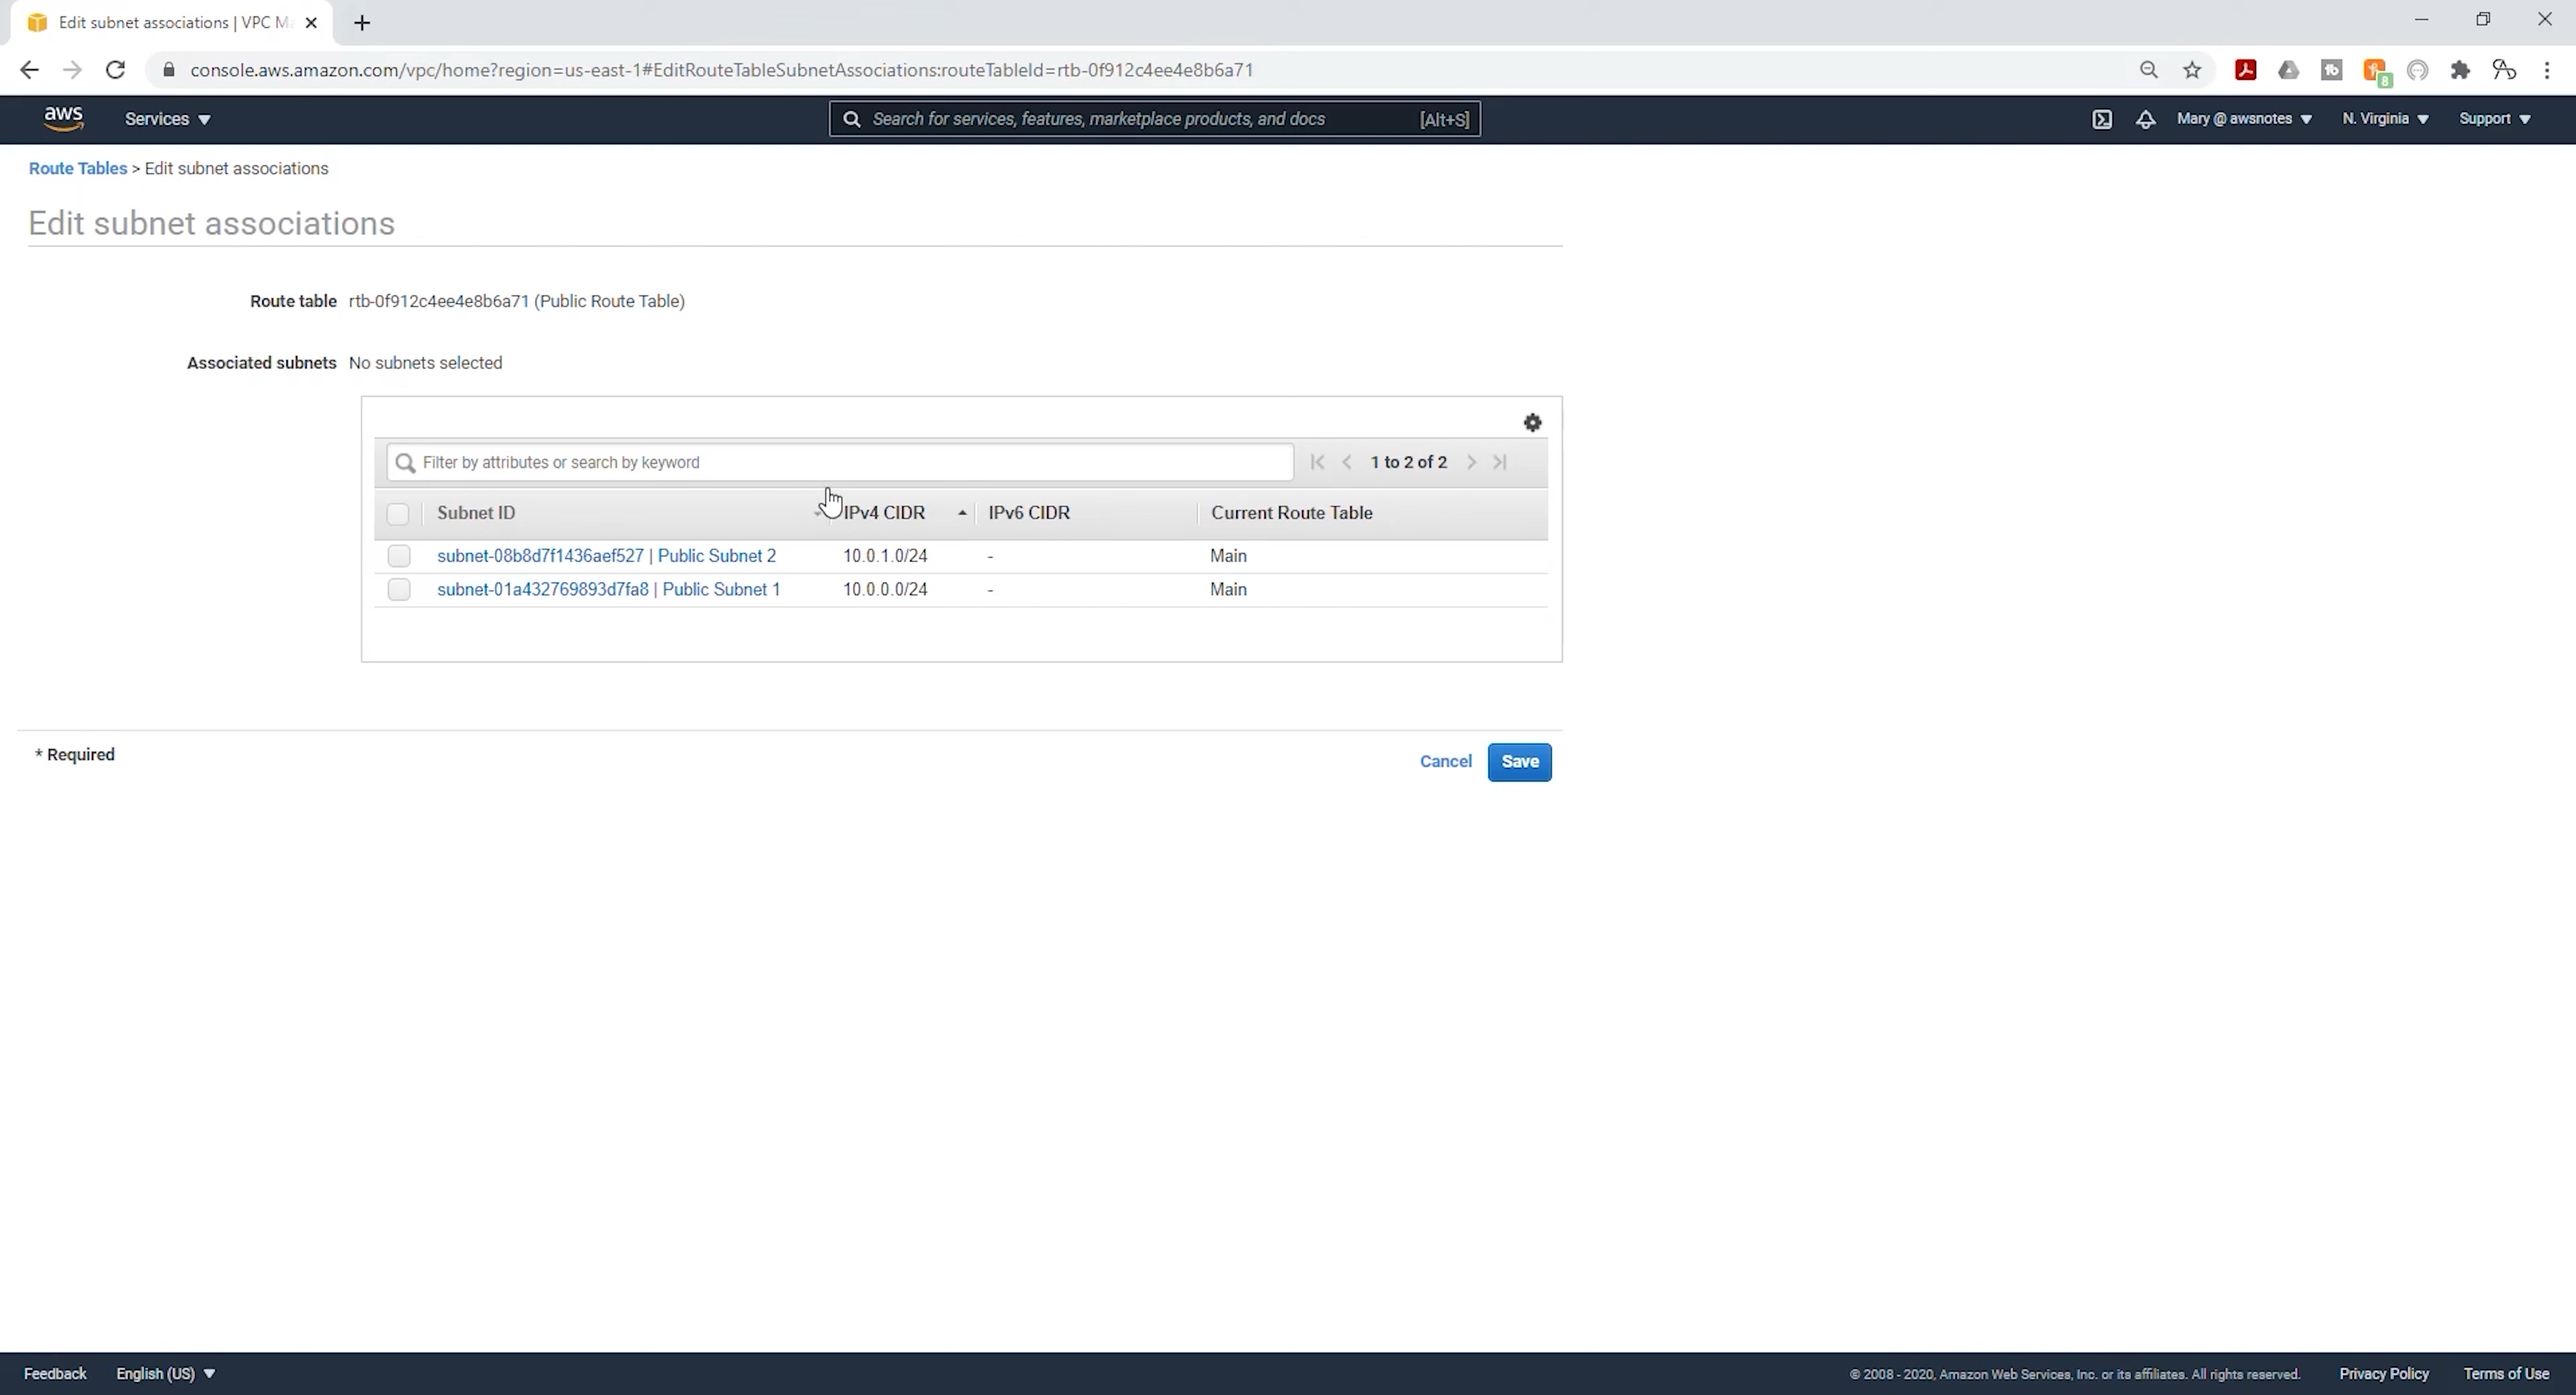 Edit subnet associations | VPC M
console.aws.amazon.com/vpc/home?region=us-east-1#EditRouteTableSubnetAssociations:routeTableId=rtb-0f912c4ee4e8b6a71
8
aws Services Search for services, features, marketplace products, and docs [Alt+S] Mary @ awsnotes N. Virginia Support
Route Tables > Edit subnet associations
Edit subnet associations
Route table rtb-0f912c4ee4e8b6a71 (Public Route Table)
Associated subnets No subnets selected
Filter by attributes or search by keyword 1 to 2 of 2
Subnet ID IPv4 CIDR IPv6 CIDR Current Route Table
subnet-08b8d7f1436aef527 | Public Subnet 2 10.0.1.0/24 - Main
subnet-01a432769893d7fa8 | Public Subnet 1 10.0.0.0/24 - Main
* Required Cancel Save
Feedback English (US) © 2008 - 2020, Amazon Web Services, Inc. or its affiliates. All rights reserved. Privacy Policy Terms of Use